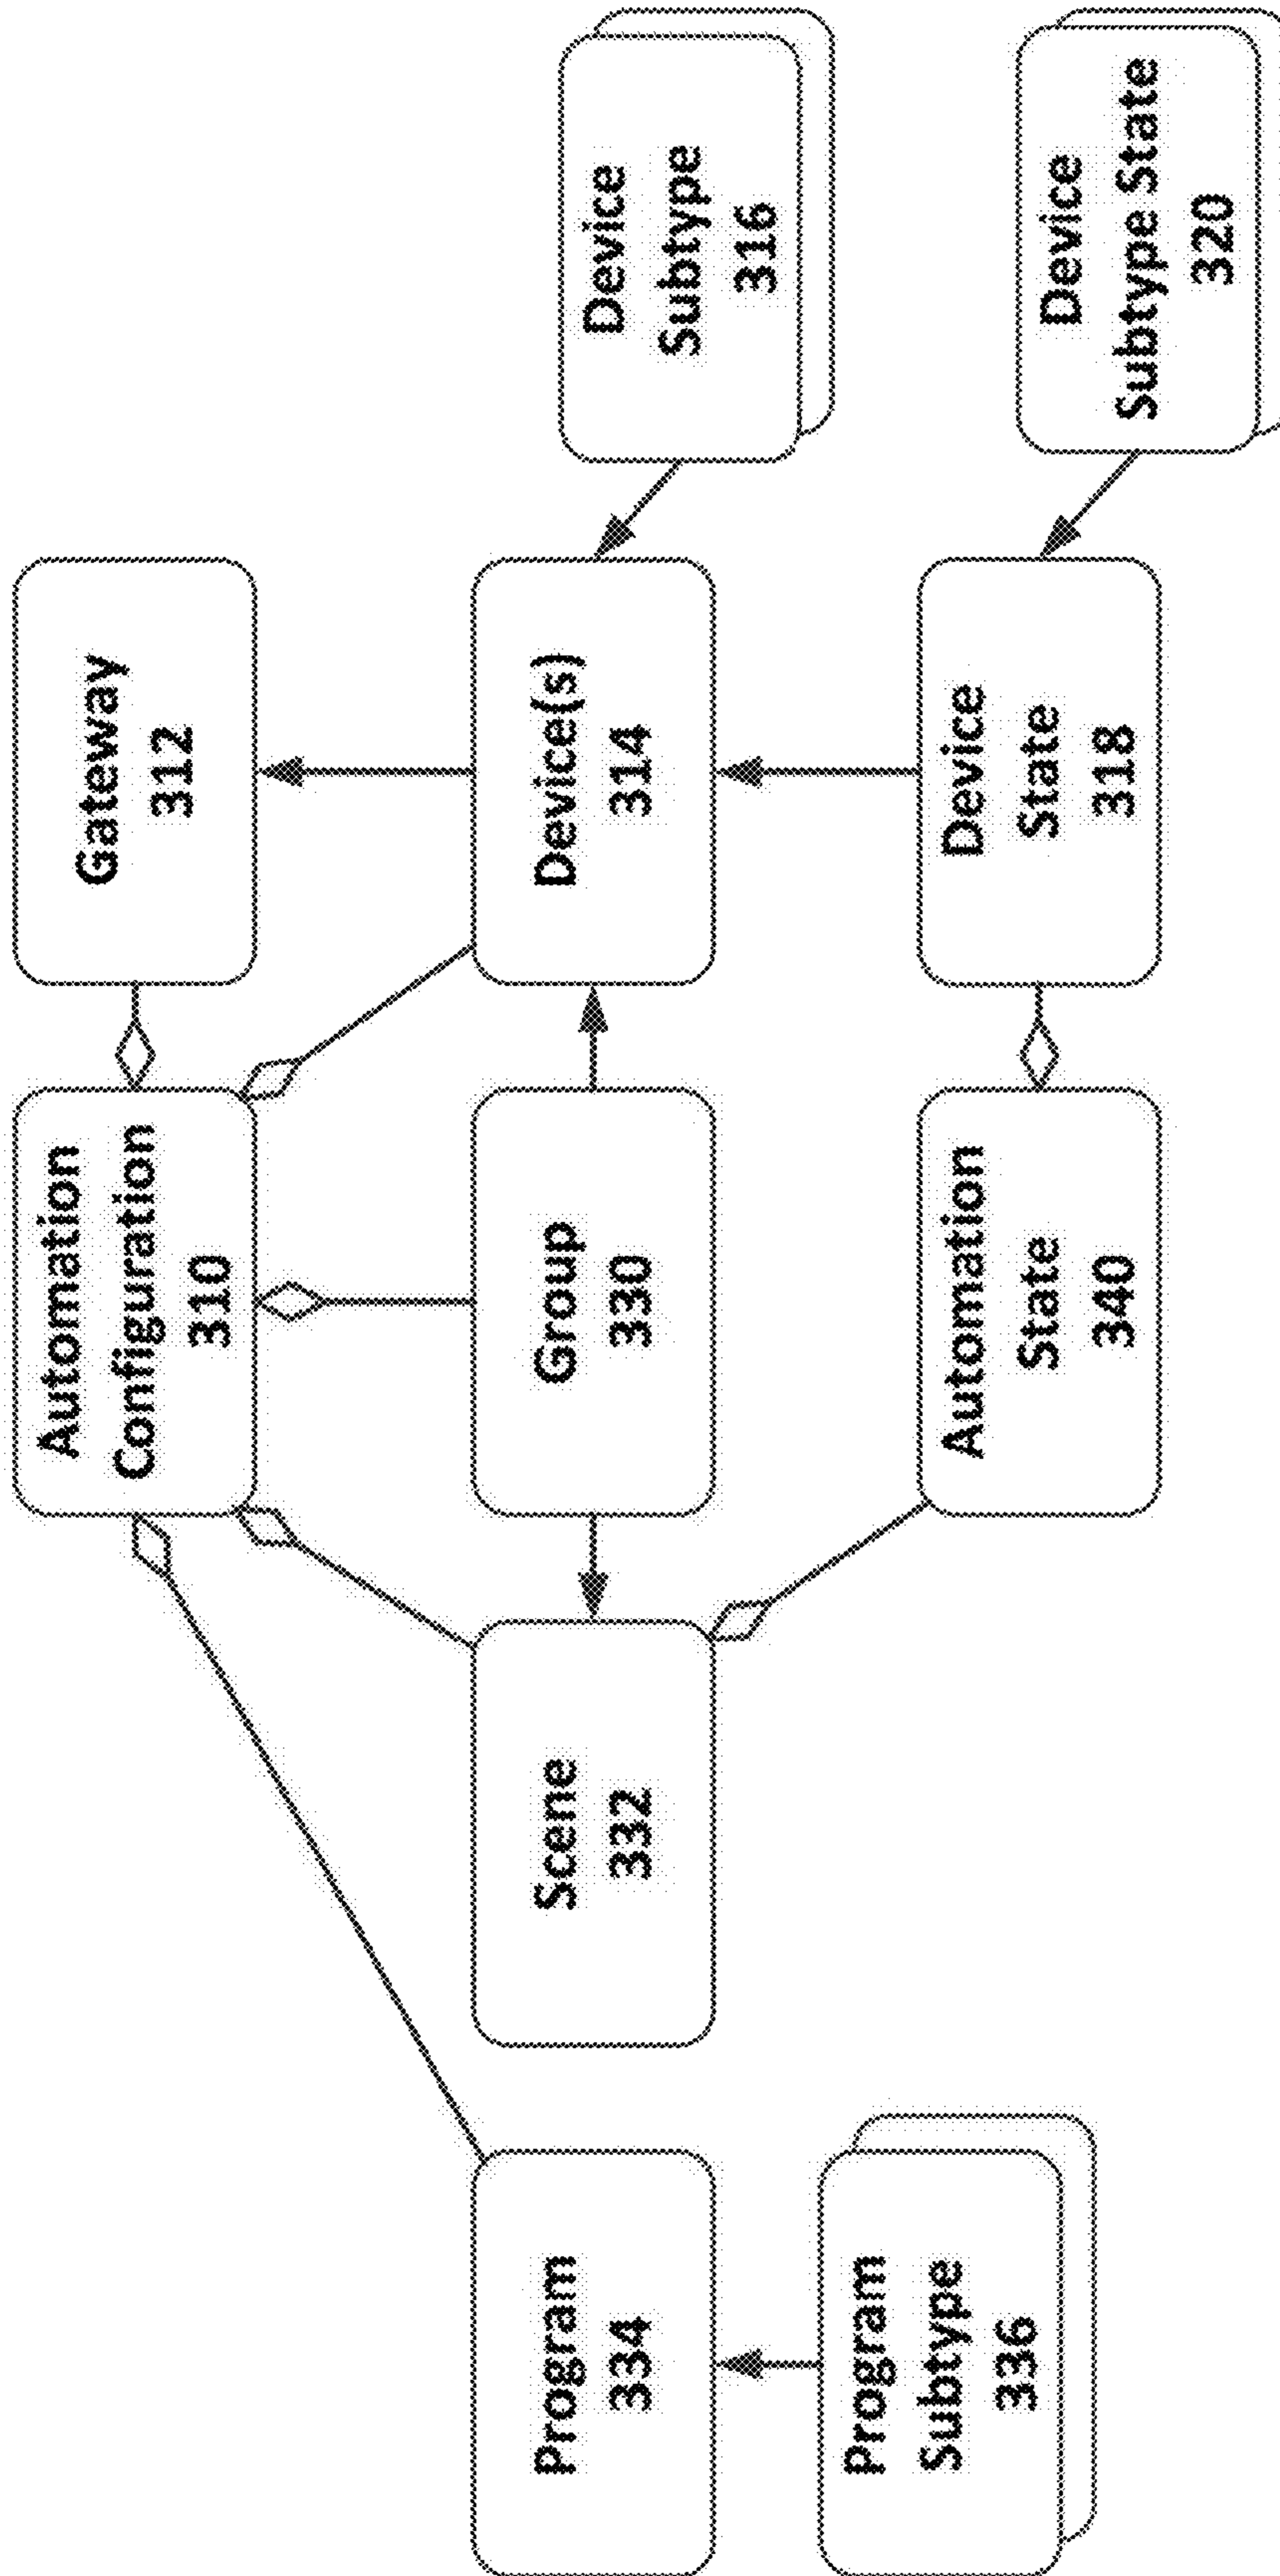 Program
334
Program
Subtype
336
Scene
332
Automation
Configuration
310
Group
330
Automation
State
340
Gateway
312
Device(s)
314
Device
State
318
Device
Subtype
316
Device
Subtype State
320